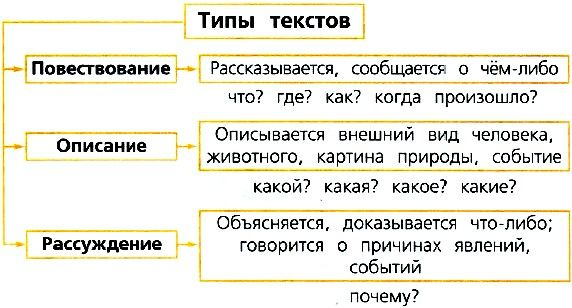 Типы текстов
Повествование
Рассказывается, сообщается о чём-либо
что? где? как? когда произошло?
Описание
Описывается внешний вид человека,
животного, картина природы, событие
какой? какая? какое? какие?
Рассуждение
Объясняется, доказывается что-либо;
говорится о причинах явлений,
событий
почему?